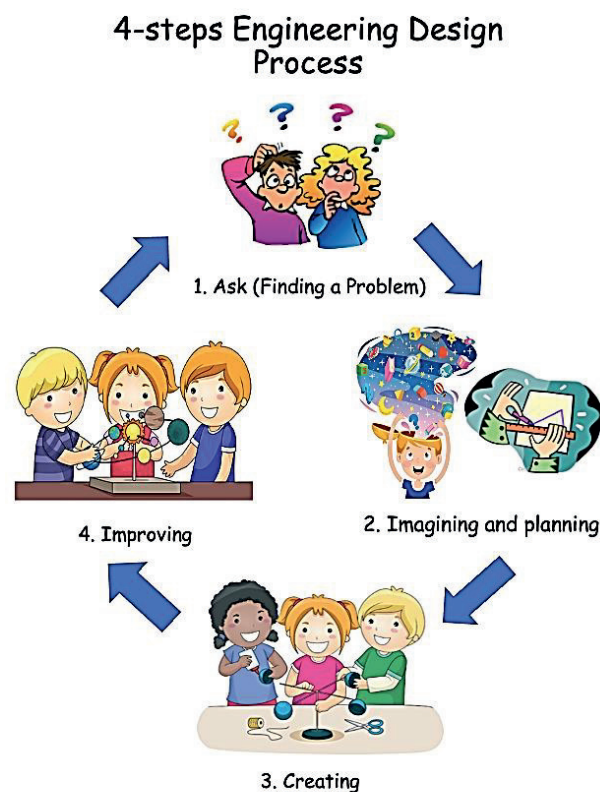 4-steps Engineering Design
Process
? ? ? ?
1. Ask (Finding a Problem)
2. Imagining and planning
4. Improving
3. Creating